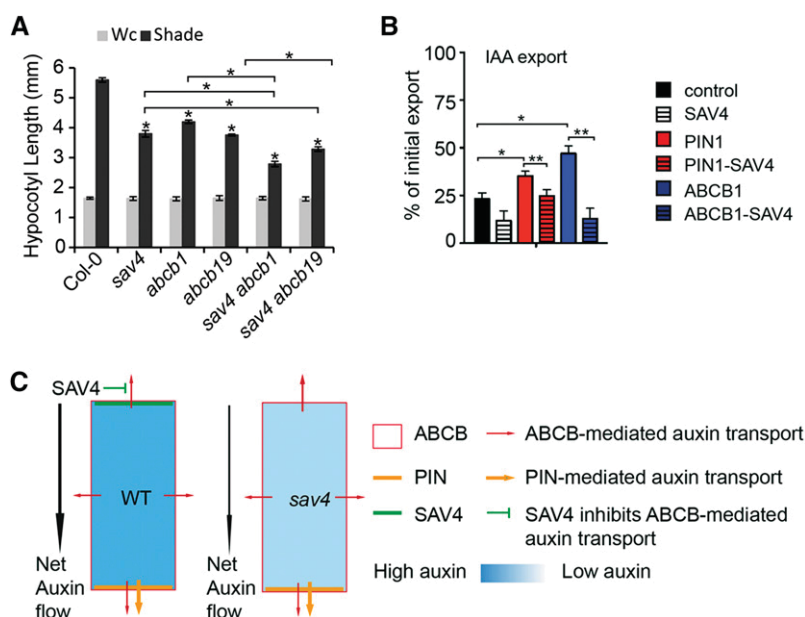 A
Wc Shade
Hypocotyl Length (mm)
7
6
5
4
3
2
1
0
* * * *
* * * * *
Col-0
sav4
abcb1
abcb19
sav4 abcb1
sav4 abcb19
B
IAA export
% of initial export
100
75
50
25
0
* ** * **
control
SAV4
PIN1
PIN1-SAV4
ABCB1
ABCB1-SAV4
C
SAV4
WT
Net
Auxin
flow
sav4
Net
Auxin
flow
ABCB
ABCB-mediated auxin transport
PIN
PIN-mediated auxin transport
SAV4
SAV4 inhibits ABCB-mediated
auxin transport
High auxin Low auxin